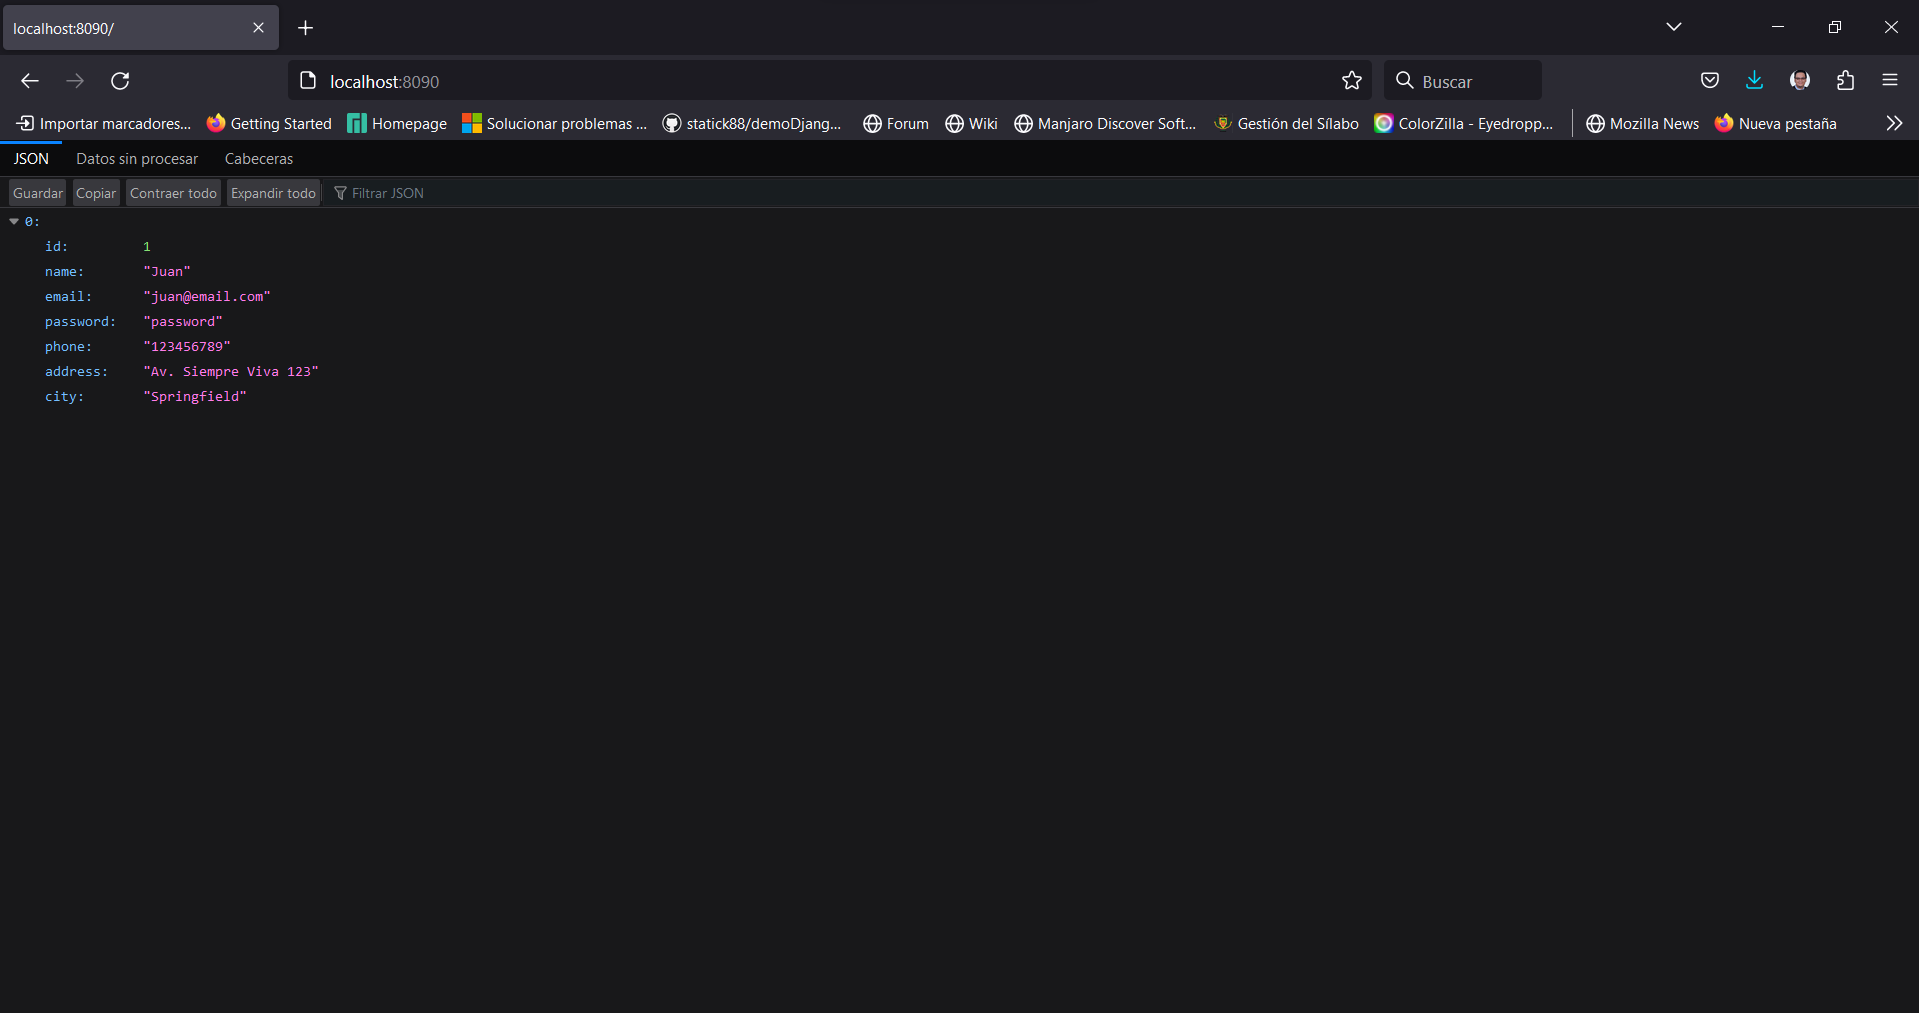 localhost:8090/
localhost:8090
Buscar
Importar marcadores... Getting Started Homepage Solucionar problemas ... statick88/demoDjang... Forum Wiki Manjaro Discover Soft... Gestión del Sílabo ColorZilla - Eyedropp... Mozilla News Nueva pestaña
JSON Datos sin procesar Cabeceras
Guardar Copiar Contraer todo Expandir todo Filtrar JSON
0:
id: 1
name: "Juan"
email: "juan@email.com"
password: "password"
phone: "123456789"
address: "Av. Siempre Viva 123"
city: "Springfield"